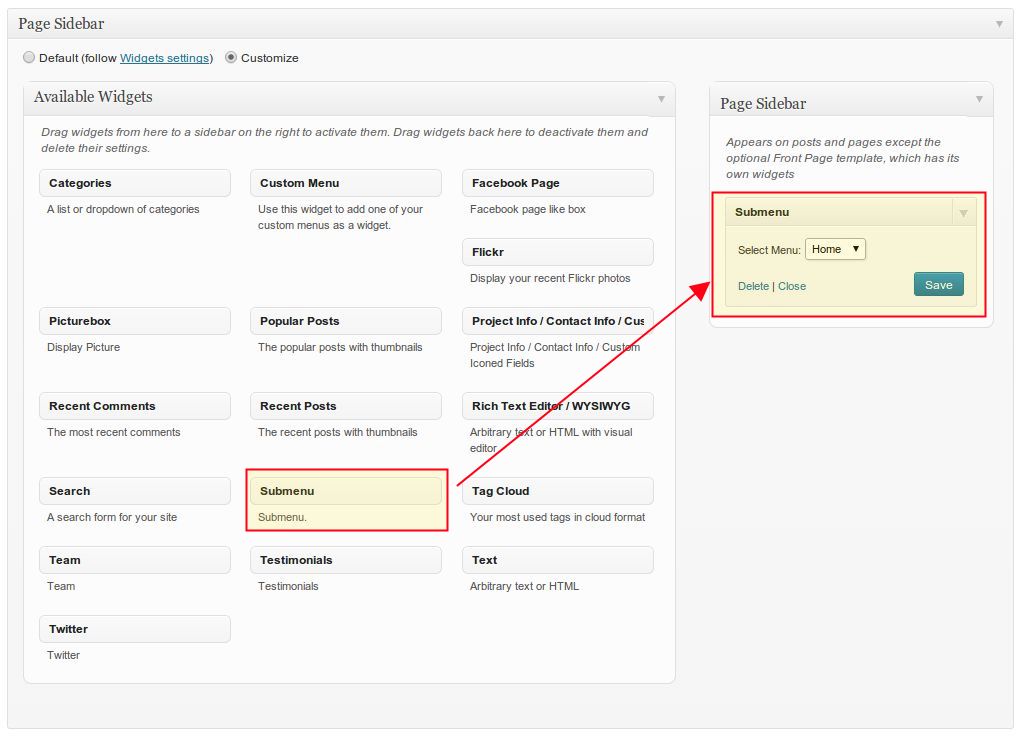 Page Sidebar
Default (follow Widgets settings) Customize
Available Widgets
Drag widgets from here to a sidebar on the right to activate them. Drag widgets back here to deactivate them and
delete their settings.
Categories
A list or dropdown of categories
Custom Menu
Use this widget to add one of your
custom menus as a widget.
Facebook Page
Facebook page like box
Flickr
Display your recent Flickr photos
Picturebox
Display Picture
Popular Posts
The popular posts with thumbnails
Project Info / Contact Info / Cus
Project Info / Contact Info / Custom
Iconed Fields
Recent Comments
The most recent comments
Recent Posts
The recent posts with thumbnails
Rich Text Editor / WYSIWYG
Arbitrary text or HTML with visual
editor
Search
A search form for your site
Submenu
Submenu.
Tag Cloud
Your most used tags in cloud format
Team
Team
Testimonials
Testimonials
Text
Arbitrary text or HTML
Twitter
Twitter
Page Sidebar
Appears on posts and pages except the
optional Front Page template, which has its
own widgets
Submenu
Select Menu: Home
Delete | Close
Save